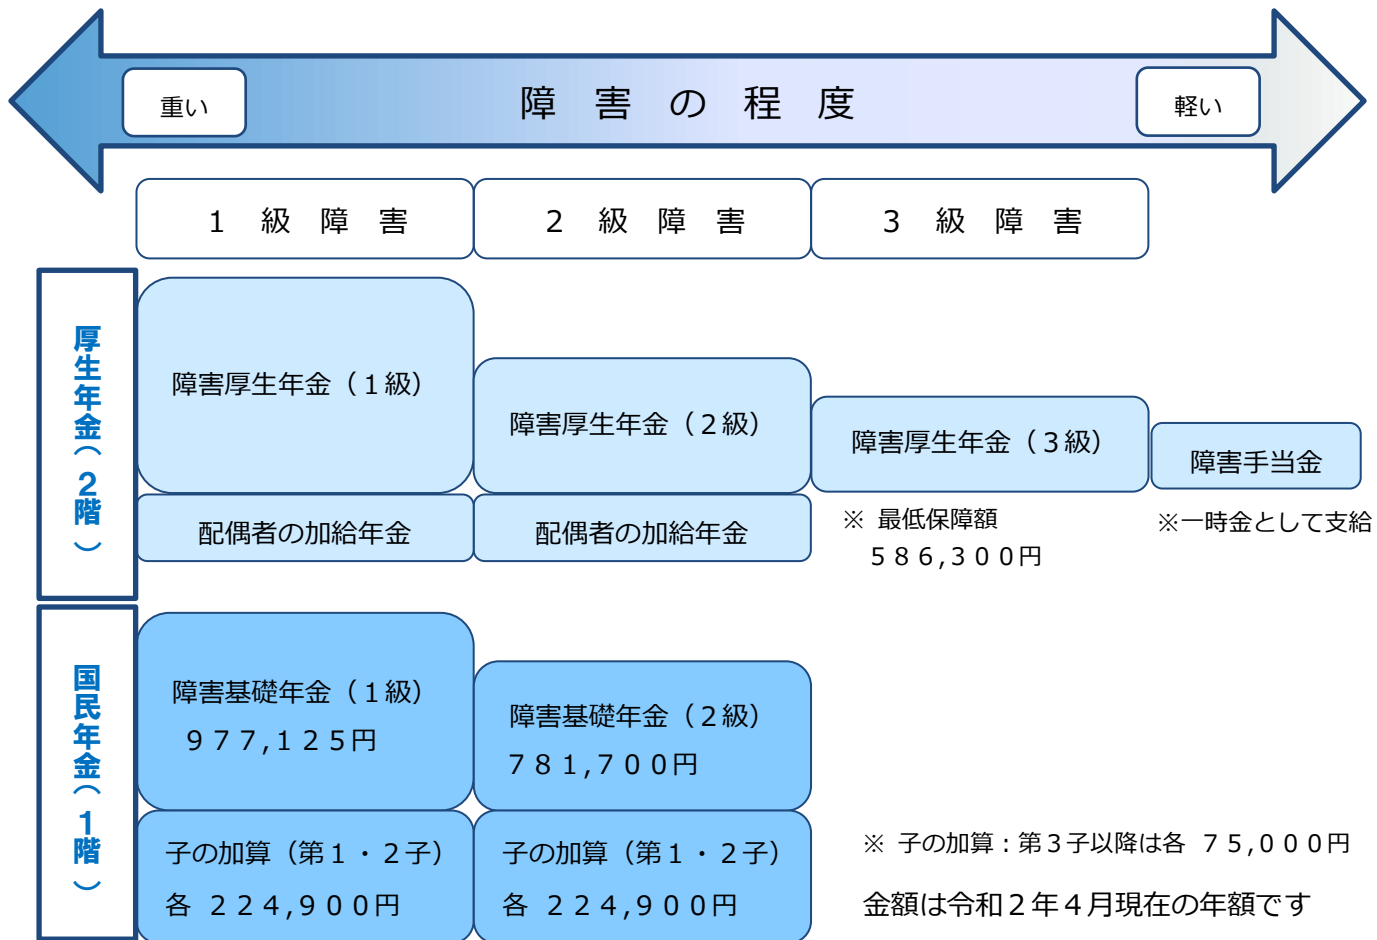 重い
障害の程度
軽い
１級障害
２級障害
３級障害
厚生年金（２階）
障害厚生年金（１級）
障害厚生年金（２級）
障害厚生年金（３級）
障害手当金
配偶者の加給年金
配偶者の加給年金
※ 最低保障額
５８６,３００円
※一時金として支給
国民年金（１階）
障害基礎年金（１級）
９７７,１２５円
障害基礎年金（２級）
７８１,７００円
子の加算（第１・２子）
各 ２２４,９００円
子の加算（第１・２子）
各 ２２４,９００円
※ 子の加算：第３子以降は各 ７５,０００円
金額は令和２年４月現在の年額です